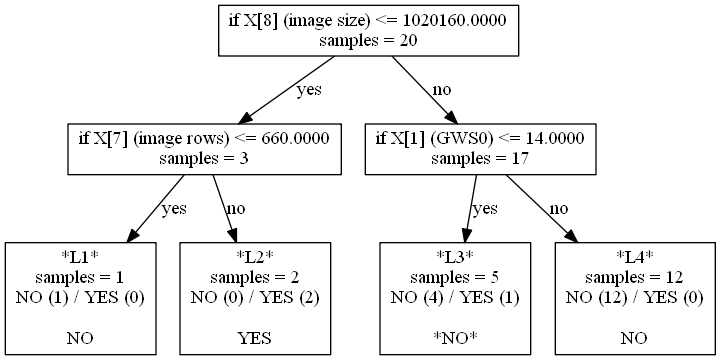 if X[8] (image size) <= 1020160.0000
samples = 20
yes
no
if X[7] (image rows) <= 660.0000
samples = 3
if X[1] (GWS0) <= 14.0000
samples = 17
yes
no
yes
no
*L1*
samples = 1
NO (1) / YES (0)
NO
*L2*
samples = 2
NO (0) / YES (2)
YES
*L3*
samples = 5
NO (4) / YES (1)
*NO*
*L4*
samples = 12
NO (12) / YES (0)
NO